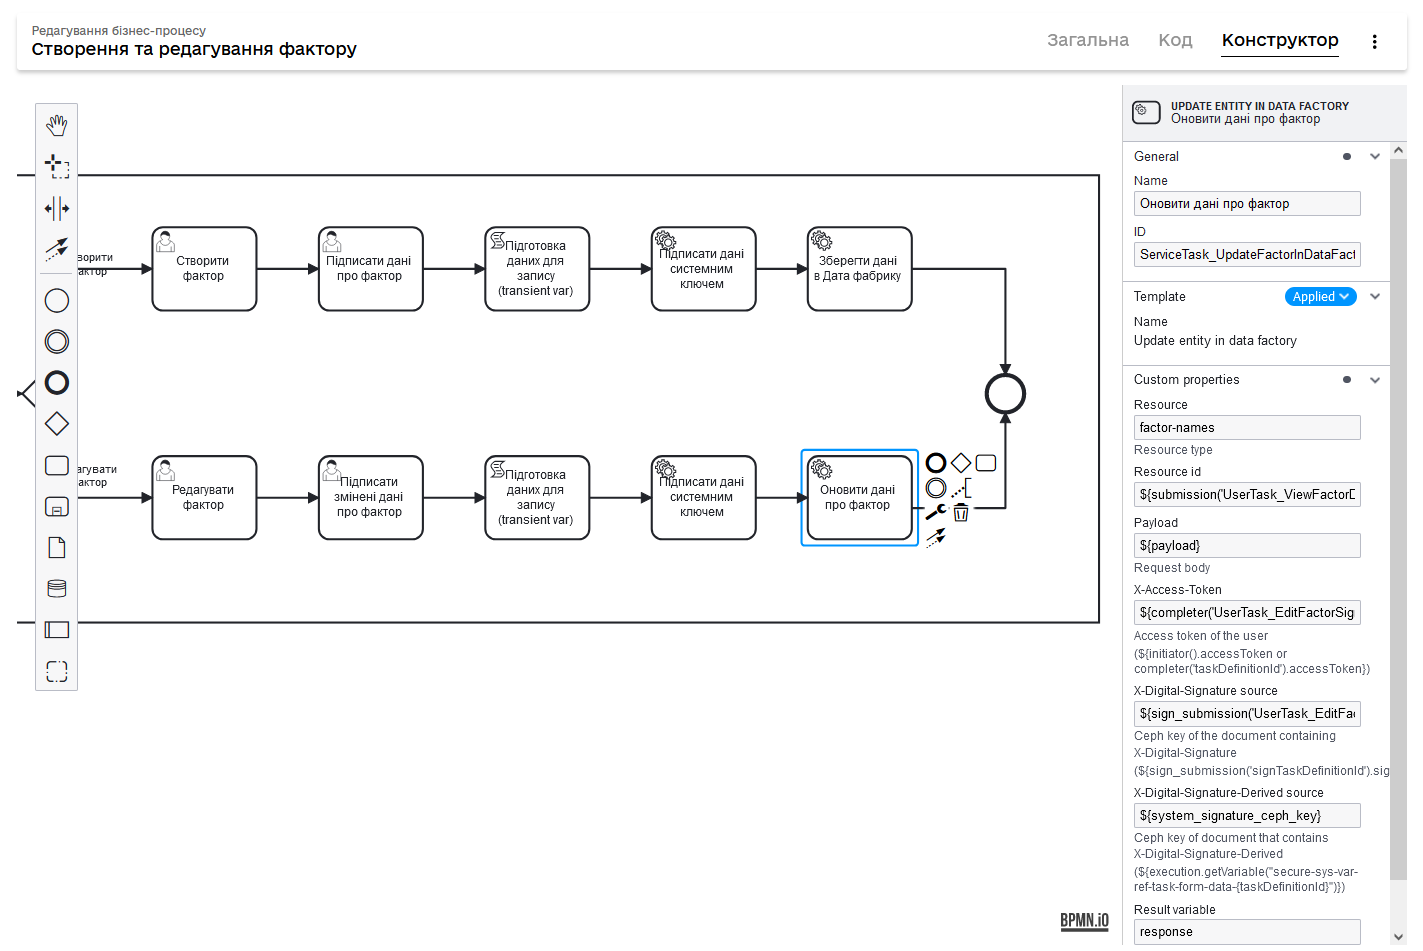 Редагування бізнес-процесу
Створення та редагування фактору
Загальна
Код
Конструктор
Створити
фактор
Підписати дані
про фактор
Підготовка
даних для
запису
(transient var)
Підписати дані
системним
ключем
Зберегти дані
в Дата фабрику
Редагувати
фактор
Підписати
змінені дані
про фактор
Підготовка
даних для
запису
(transient var)
Підписати дані
системним
ключем
Оновити дані
про фактор
BPMN.iO
UPDATE ENTITY IN DATA FACTORY
Оновити дані про фактор
General
Name
Оновити дані про фактор
ID
ServiceTask_UpdateFactorInDataFact
Template
Applied
Name
Update entity in data factory
Custom properties
Resource
factor-names
Resource type
Resource id
${submission('UserTask_ViewFactorD
Payload
${payload}
Request body
X-Access-Token
${completer('UserTask_EditFactorSig
Access token of the user
(${initiator().accessToken or
completer('taskDefinitionId').accessToken})
X-Digital-Signature source
${sign_submission('UserTask_EditFac
Ceph key of the document containing
X-Digital-Signature
(${sign_submission('signTaskDefinitionId').sig
X-Digital-Signature-Derived source
${system_signature_ceph_key}
Ceph key of document that contains
X-Digital-Signature-Derived
(${execution.getVariable("secure-sys-var-
ref-task-form-data-{taskDefinitionId}")})
Result variable
response